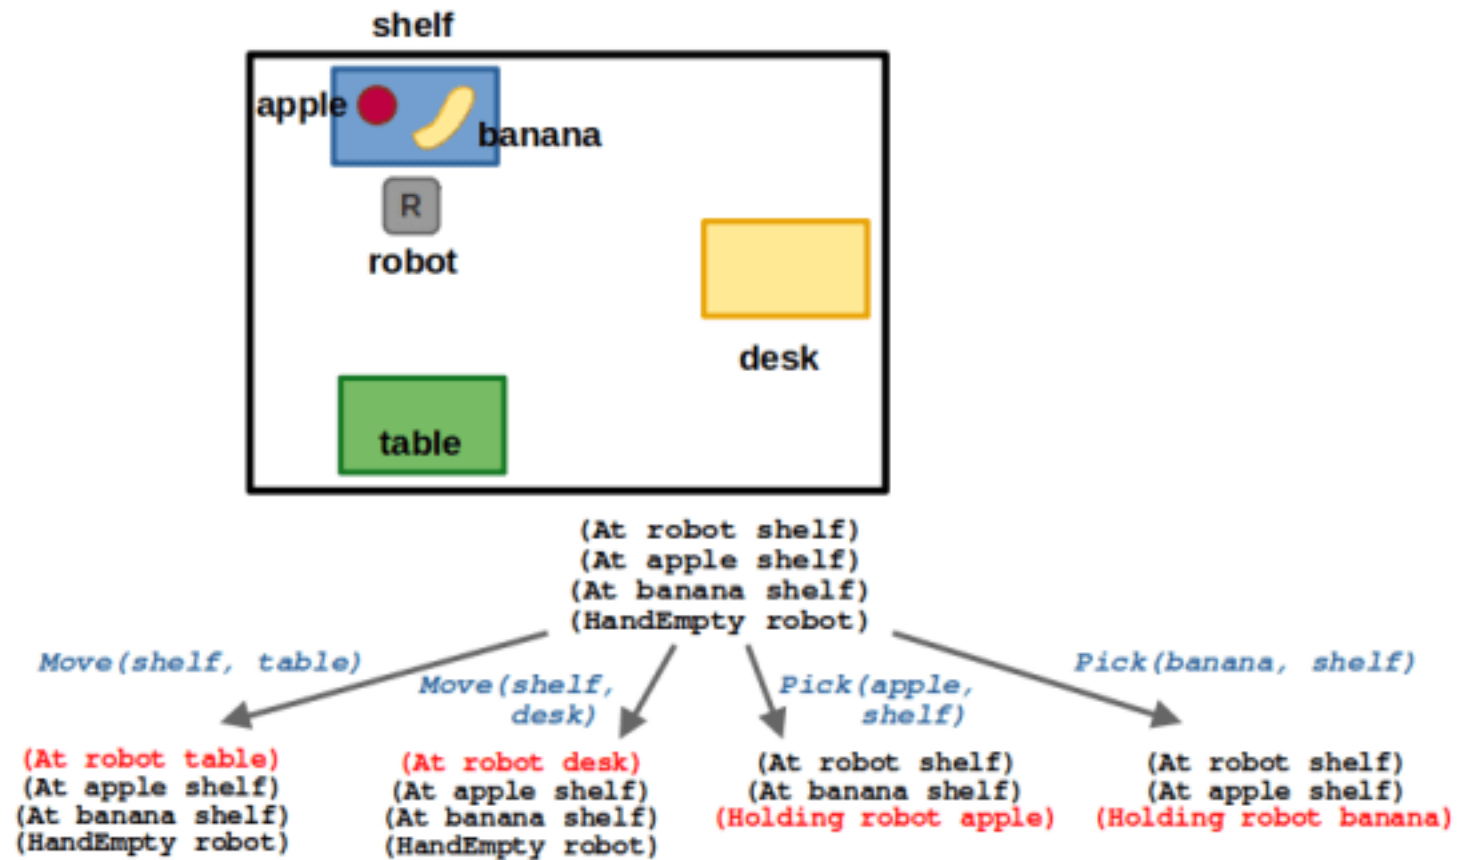 shelf
apple
banana
R
robot
desk
table
(At robot shelf)
(At apple shelf)
(At banana shelf)
(HandEmpty robot)
Move(shelf, table)
Move(shelf,
desk)
Pick(apple,
shelf)
Pick(banana, shelf)
(At robot table)
(At apple shelf)
(At banana shelf)
(HandEmpty robot)
(At robot desk)
(At apple shelf)
(At banana shelf)
(HandEmpty robot)
(At robot shelf)
(At banana shelf)
(Holding robot apple)
(At robot shelf)
(At apple shelf)
(Holding robot banana)